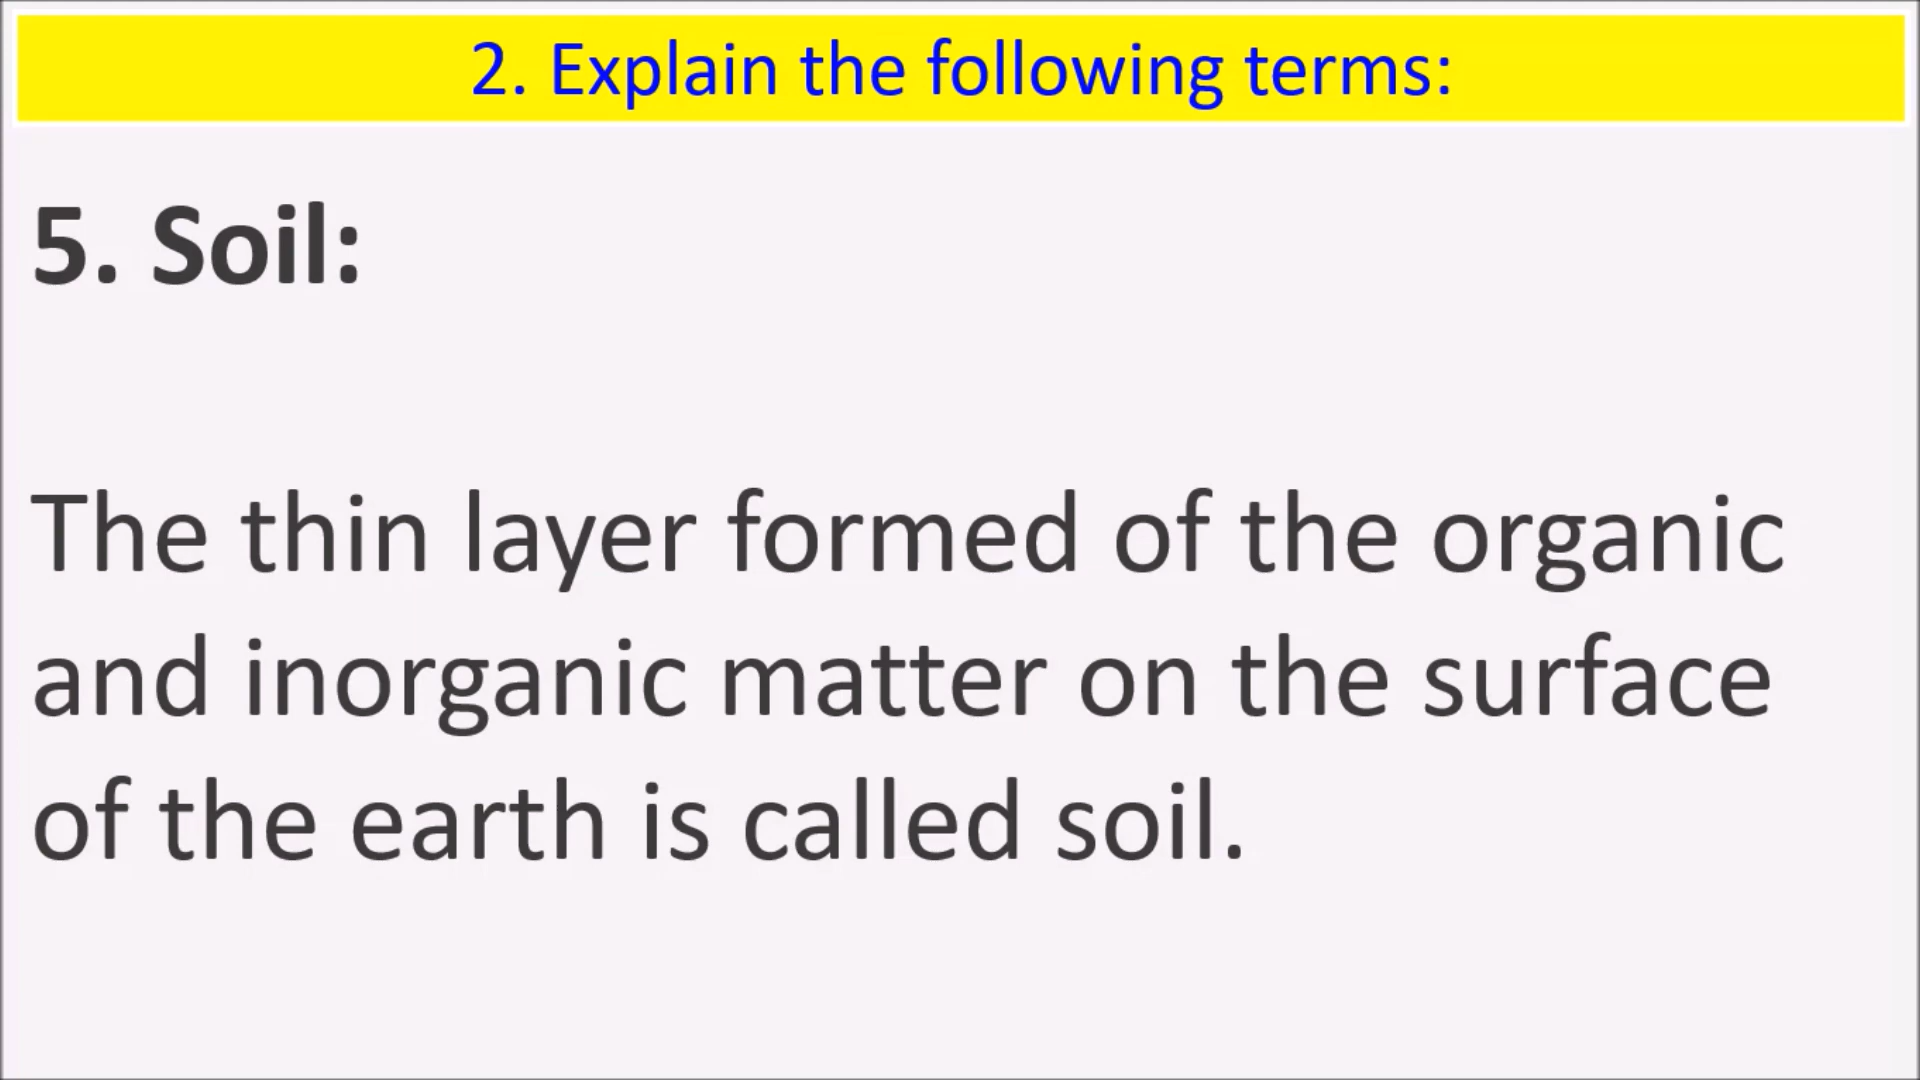 2. Explain the following terms:
5. Soil:
The thin layer formed of the organic
and inorganic matter on the surface
of the earth is called soil.